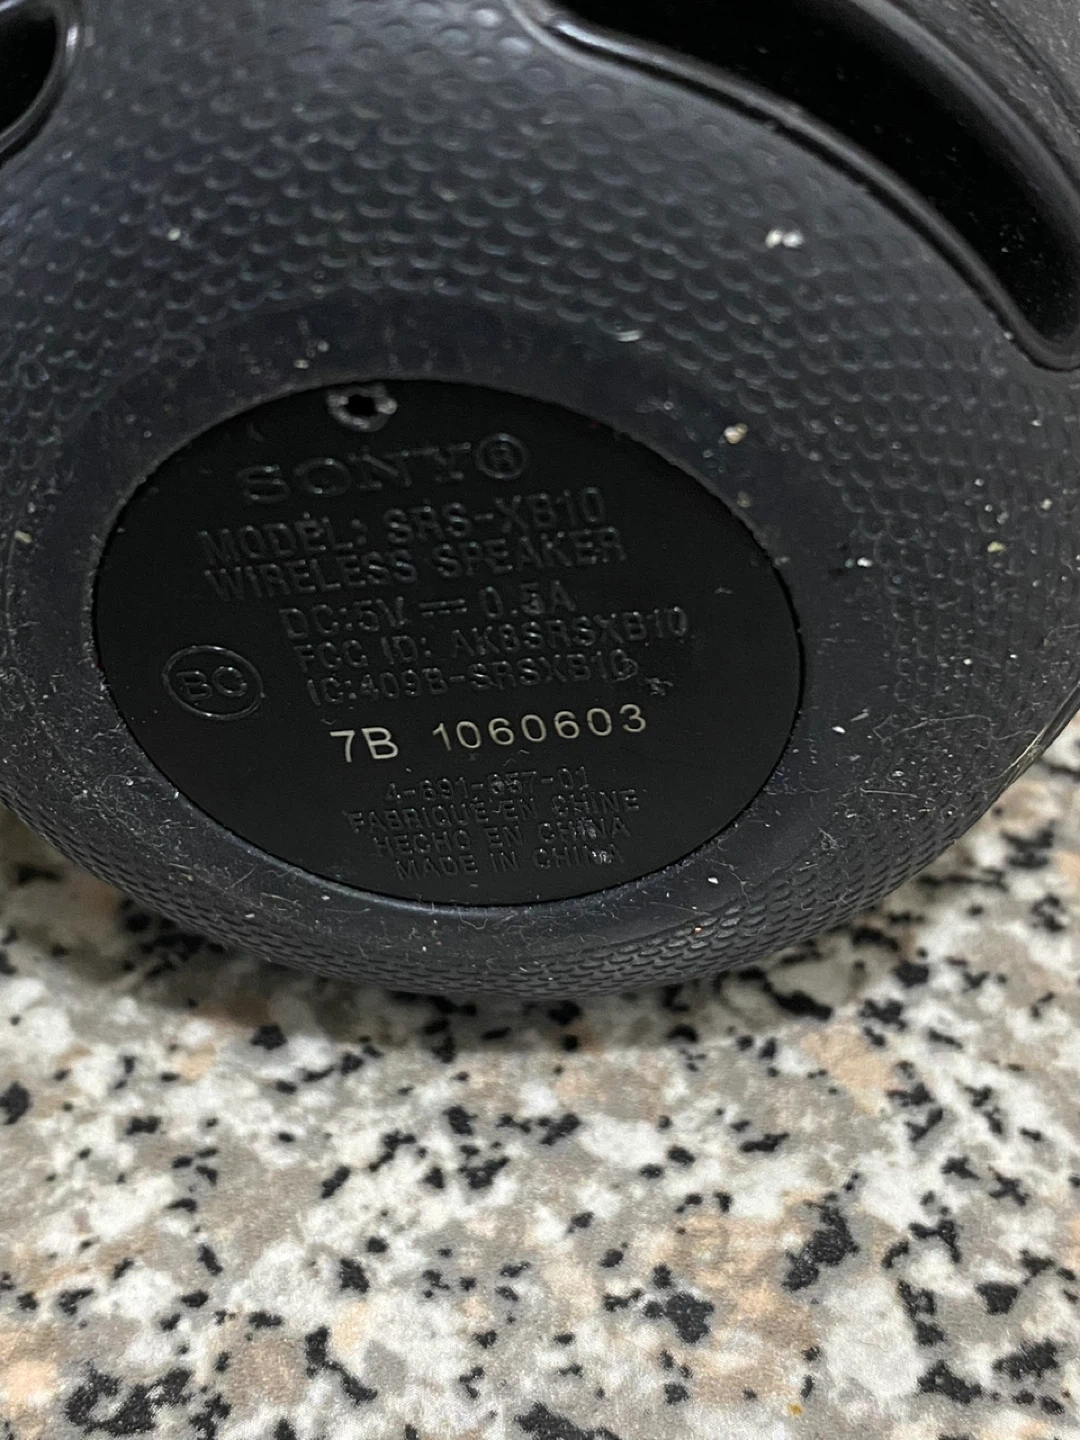 SONY®
MODEL: SRS-XB10
WIRELESS SPEAKER
DC:5V ⎓ 0.5A
FCC ID: AK8SRSXB10
IC:409B-SRSXB10
BC
7B 1060603
4-691-657-01
FABRIQUÉ EN CHINE
HECHO EN CHINA
MADE IN CHINA